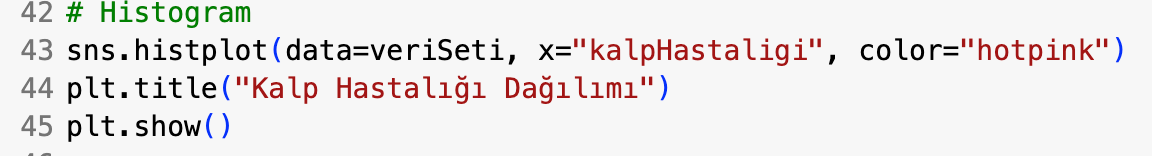 42 # Histogram
43 sns.histplot(data=veriSeti, x="kalpHastaligi", color="hotpink")
44 plt.title("Kalp Hastalığı Dağılımı")
45 plt.show()